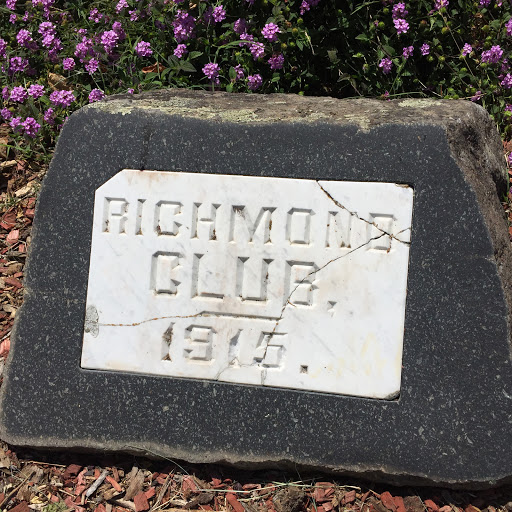 RICHMOND
CLUB,
1915.